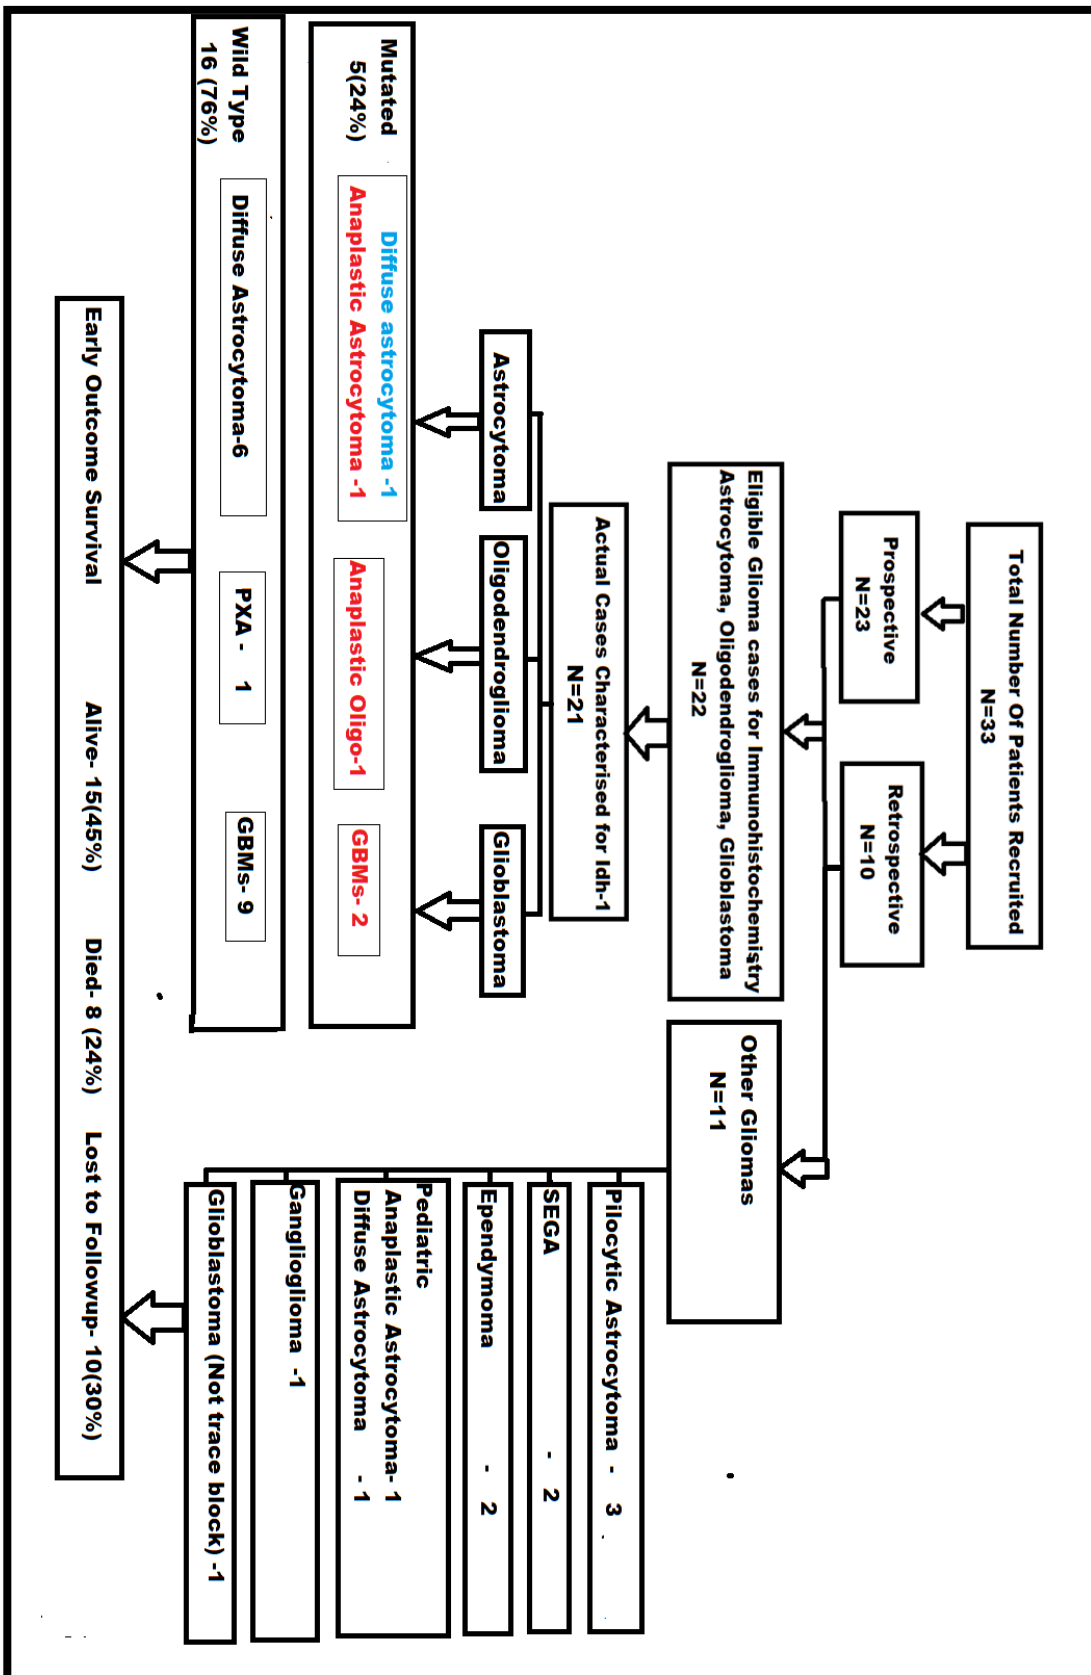 Total Number Of Patients Recruited
N=33
Prospective
N=23
Retrospective
N=10
Eligible Glioma cases for Immunohistochemistry
Astrocytoma, Oligodendroglioma, Glioblastoma
N=22
Other Gliomas
N=11
Actual Cases Characterised for Idh-1
N=21
Astrocytoma
Oligodendroglioma
Glioblastoma
Mutated
5(24%)
Diffuse astrocytoma -1
Anaplastic Astrocytoma -1
Anaplastic Oligo-1
GBMs- 2
Wild Type
16 (76%)
Diffuse Astrocytoma-6
PXA - 1
GBMs- 9
Pilocytic Astrocytoma - 3
SEGA - 2
Ependymoma - 2
Pediatric
Anaplastic Astrocytoma- 1
Diffuse Astrocytoma - 1
Ganglioglioma -1
Glioblastoma (Not trace block) -1
Early Outcome Survival Alive- 15(45%) Died- 8 (24%) Lost to Followup- 10(30%)